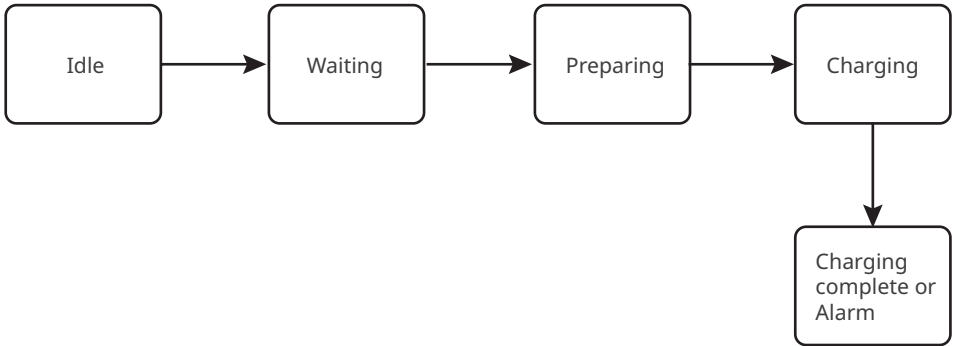 Idle
Waiting
Preparing
Charging
Charging
complete or
Alarm